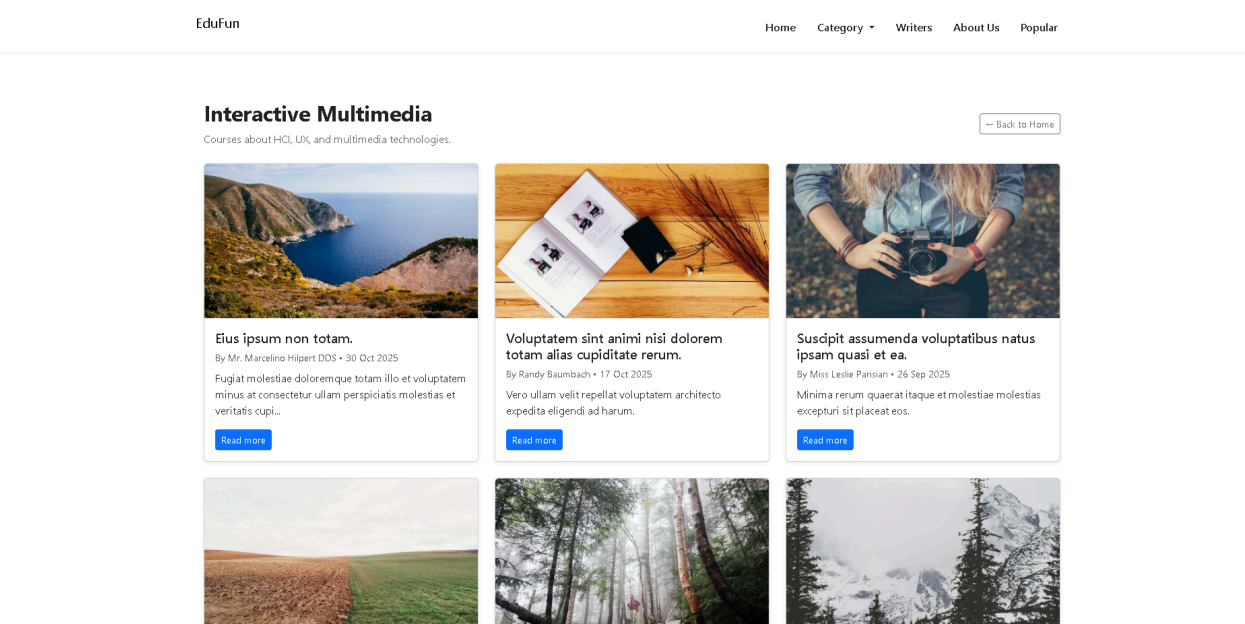 EduFun
Home Category Writers About Us Popular
Interactive Multimedia
← Back to Home
Courses about HCI, UX, and multimedia technologies.
Eius ipsum non totam.
By Mr. Marcelino Hilpert DDS • 30 Oct 2025
Fugiat molestiae doloremque totam illo et voluptatem
minus at consectetur ullam perspiciatis molestias et
veritatis cupi...
Read more
Voluptatem sint animi nisi dolorem
totam alias cupiditate rerum.
By Randy Baumbach • 17 Oct 2025
Vero ullam velit repellat voluptatem architecto
expedita eligendi ad harum.
Read more
Suscipit assumenda voluptatibus natus
ipsam quasi et ea.
By Miss Leslie Parisian • 26 Sep 2025
Minima rerum quaerat itaque et molestiae molestias
excepturi sit placeat eos.
Read more